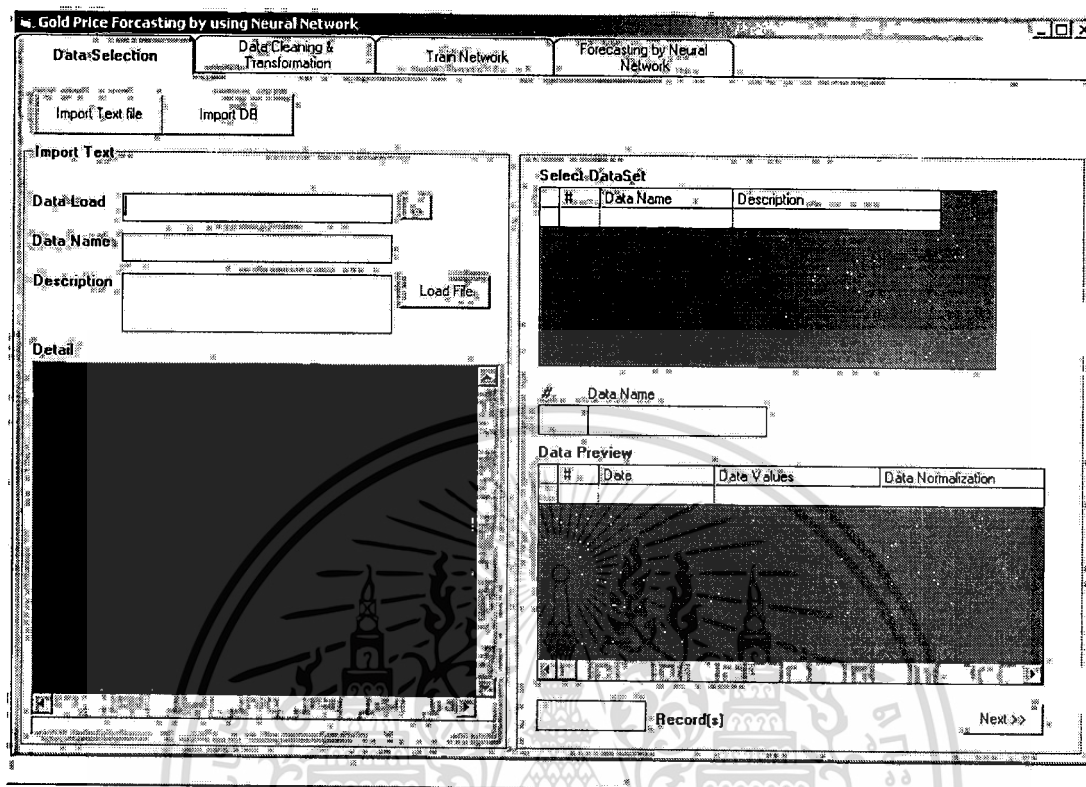 Gold Price Forcasting by using Neural Network
Data Selection
Data Cleaning &
Transformation
Train Network
Forecasting by Neural
Network
Import Text file
Import DB
Import Text
Data Load
Data Name
Description
Load File
Detail
Select DataSet
# Data Name Description
# Data Name
Data Preview
# Date Data Values Data Normalization
Record(s)
Next >>